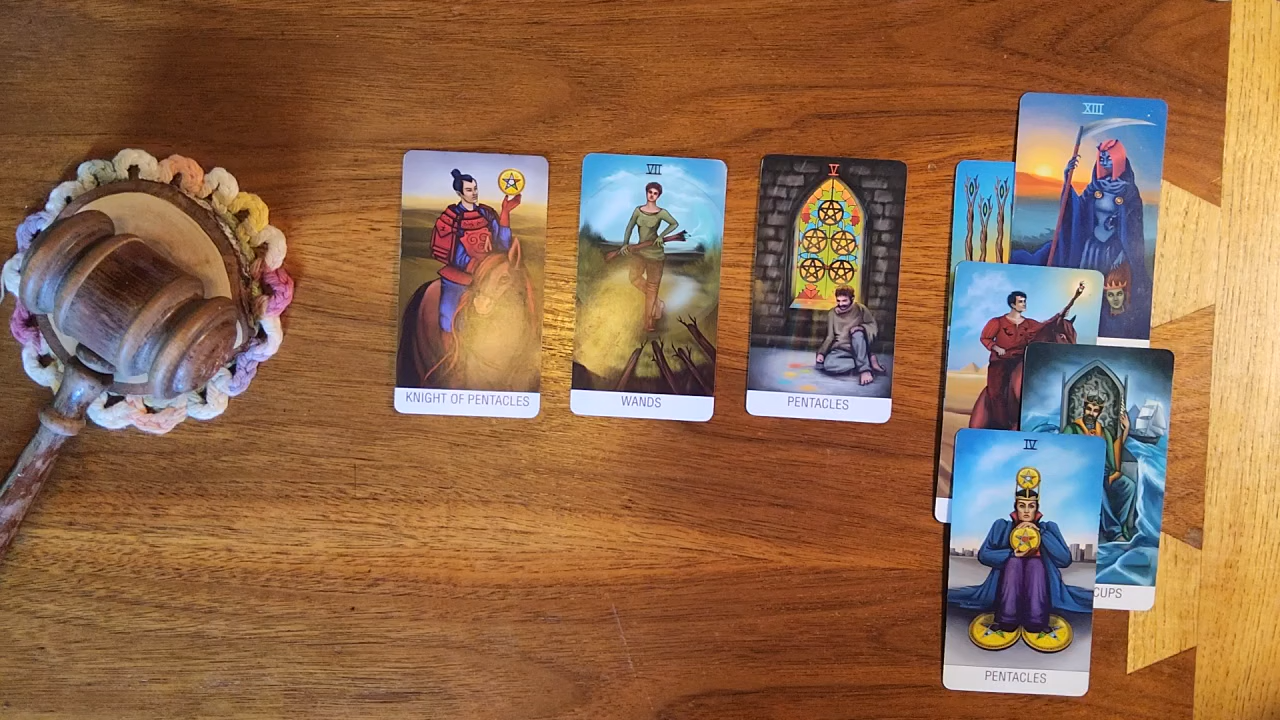 KNIGHT OF PENTACLES
VII
WANDS
V
PENTACLES
XIII
CUPS
IV
PENTACLES